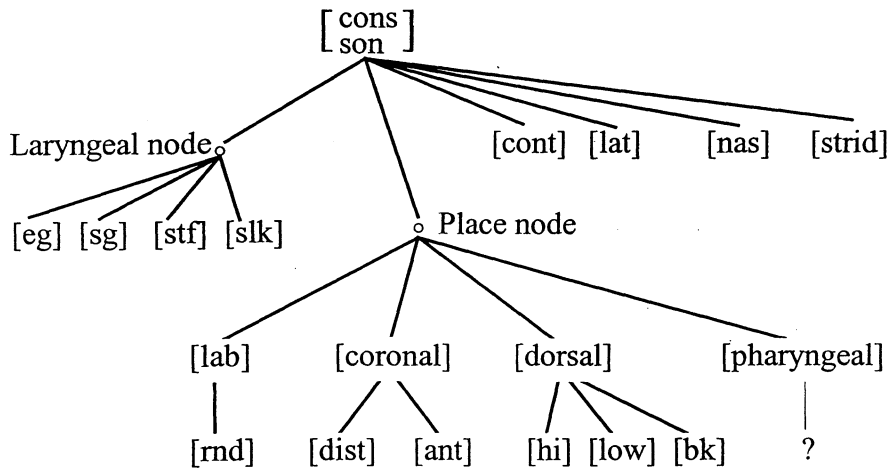 [cons
son]
Laryngeal node
[cont] [lat] [nas] [strid]
[eg] [sg] [stf] [slk]
Place node
[lab] [coronal] [dorsal] [pharyngeal]
[rnd] [dist] [ant] [hi] [low] [bk] ?